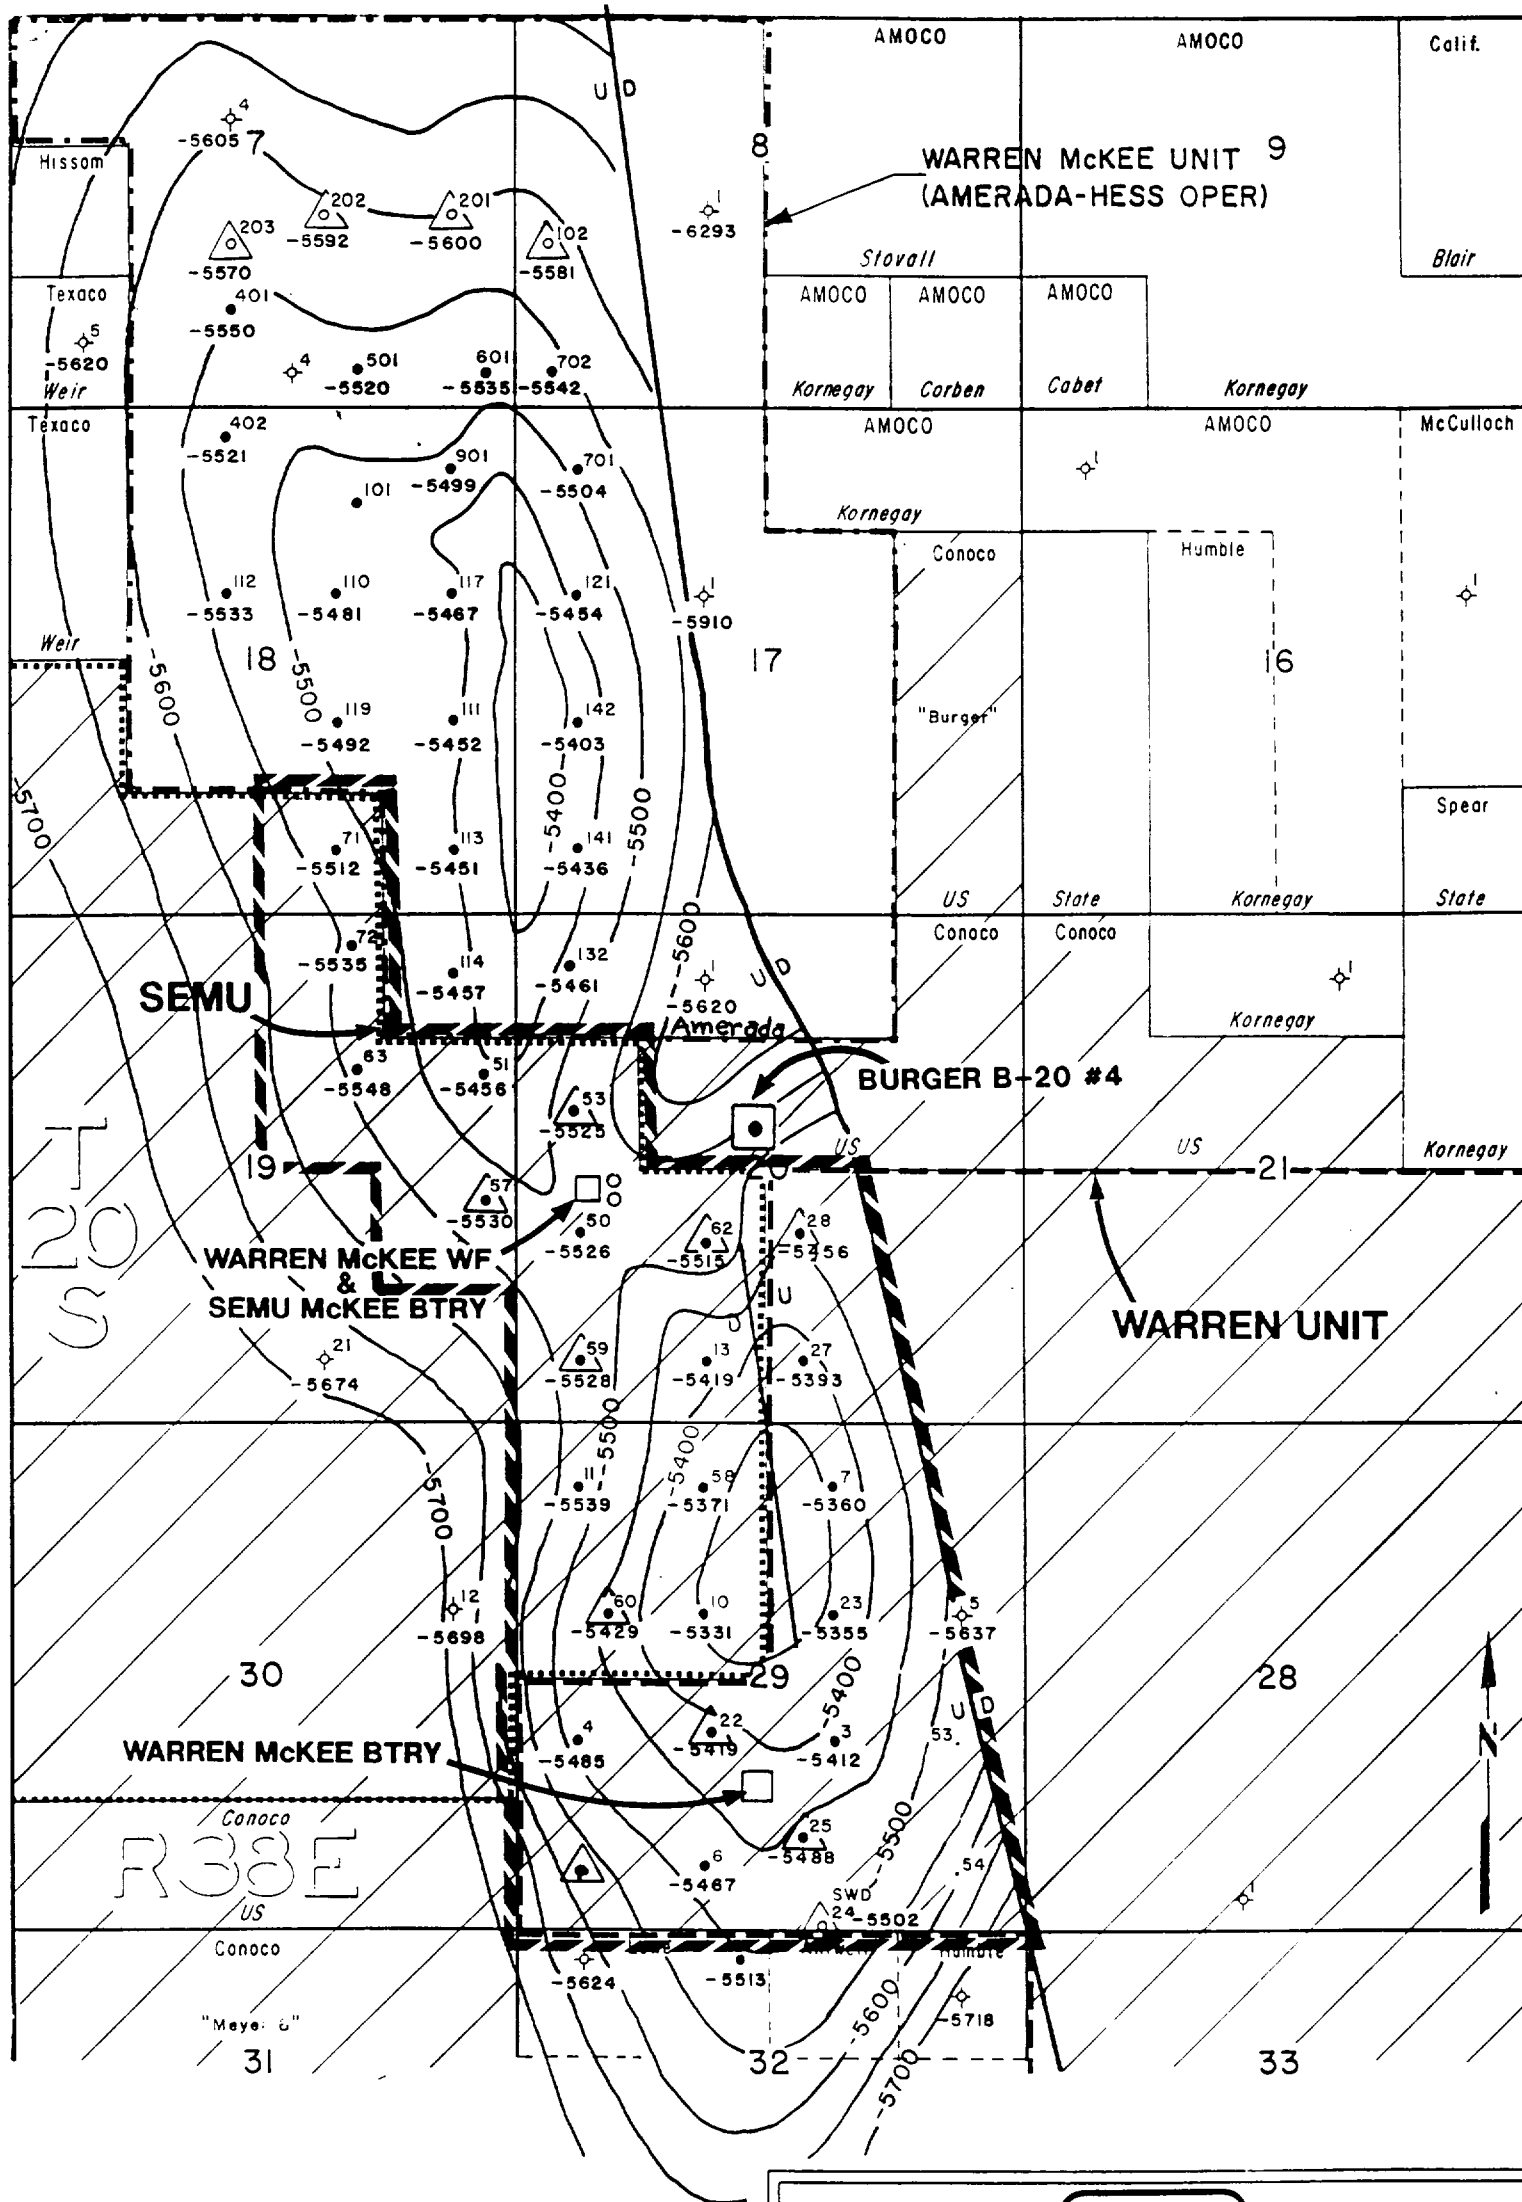 AMOCO
AMOCO
Calif.
U D
4
-5605
7
8
9
Hissom
WARREN McKEE UNIT
(AMERADA-HESS OPER)
202
-5592
201
-5600
1
-6293
203
-5570
102
-5581
Stovall
Blair
Texaco
AMOCO
AMOCO
AMOCO
401
-5550
5
-5620
4
501
-5520
601
-5535
702
-5542
Weir
Kornegay
Corben
Cabet
Kornegay
Texaco
AMOCO
AMOCO
McCulloch
402
-5521
901
-5499
701
-5504
1
101
Kornegay
Conoco
Humble
112
-5533
110
-5481
117
-5467
121
-5454
1
-5910
1
Weir
18
17
16
-5600
-5500
119
-5492
111
-5452
142
-5403
"Burger"
-5700
-5400
-5500
Spear
71
-5512
113
-5451
141
-5436
US
State
Kornegay
State
Conoco
Conoco
72
-5535
114
-5457
132
-5461
-5600
1
-5620
U D
1
SEMU
Amerada
Kornegay
63
-5548
51
-5456
BURGER B-20 #4
53
-5525
T
20
S
19
US
US
21
Kornegay
57
-5530
50
-5526
62
-5515
28
-5456
WARREN McKEE WF
&
SEMU McKEE BTRY
D
U
U
WARREN UNIT
21
-5674
59
-5528
13
-5419
27
-5393
-5500
-5400
-5700
11
-5539
58
-5371
7
-5360
12
-5698
60
-5429
10
-5331
23
-5355
5
-5637
30
29
28
-5400
U D
N
4
-5485
22
-5419
3
-5412
53
WARREN McKEE BTRY
Conoco
25
-5488
-5500
R38E
6
-5467
54
1
US
SWD
24
-5502
Conoco
Humble
-5624
-5513
-5600
-5718
31
32
33
-5700